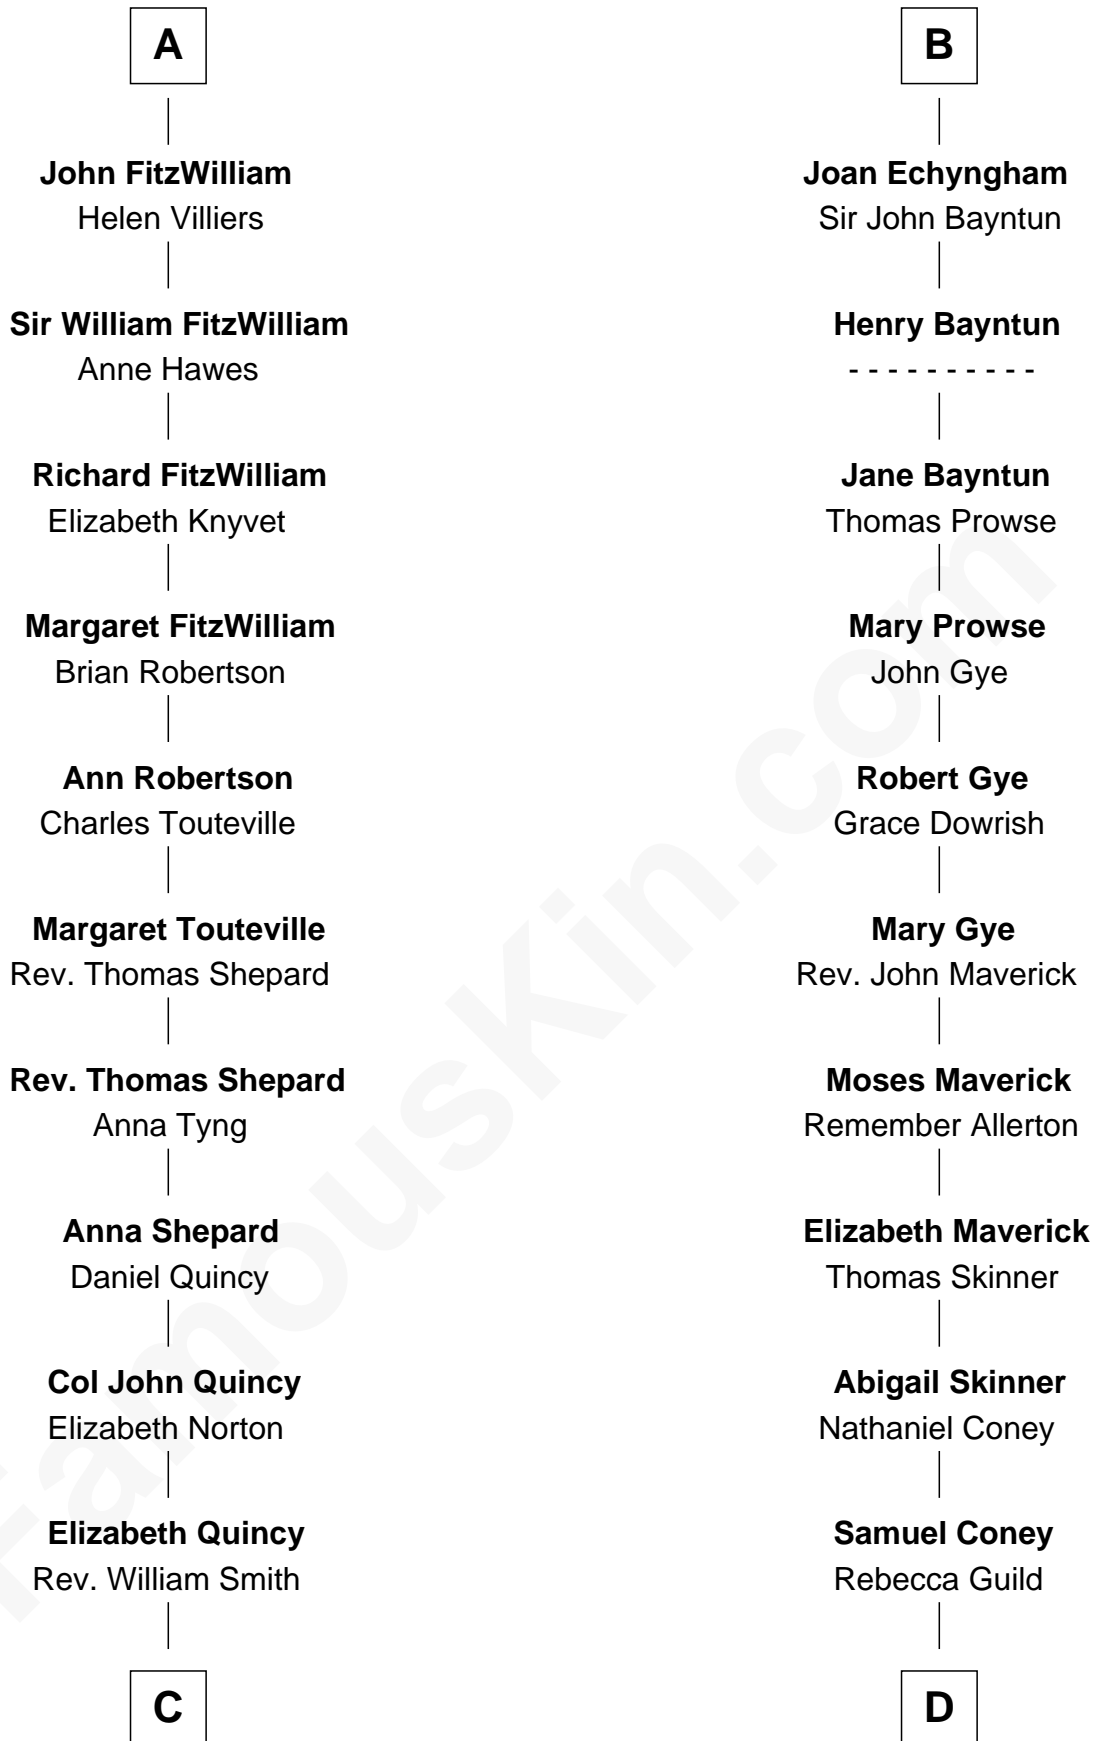 A
John FitzWilliam
Helen Villiers
Sir William FitzWilliam
Anne Hawes
Richard FitzWilliam
Elizabeth Knyvet
Margaret FitzWilliam
Brian Robertson
Ann Robertson
Charles Touteville
Margaret Touteville
Rev. Thomas Shepard
Rev. Thomas Shepard
Anna Tyng
Anna Shepard
Daniel Quincy
Col John Quincy
Elizabeth Norton
Elizabeth Quincy
Rev. William Smith
C
B
Joan Echyngham
Sir John Bayntun
Henry Bayntun
- - - - - - - - - -
Jane Bayntun
Thomas Prowse
Mary Prowse
John Gye
Robert Gye
Grace Dowrish
Mary Gye
Rev. John Maverick
Moses Maverick
Remember Allerton
Elizabeth Maverick
Thomas Skinner
Abigail Skinner
Nathaniel Coney
Samuel Coney
Rebecca Guild
D
FamousKin.com